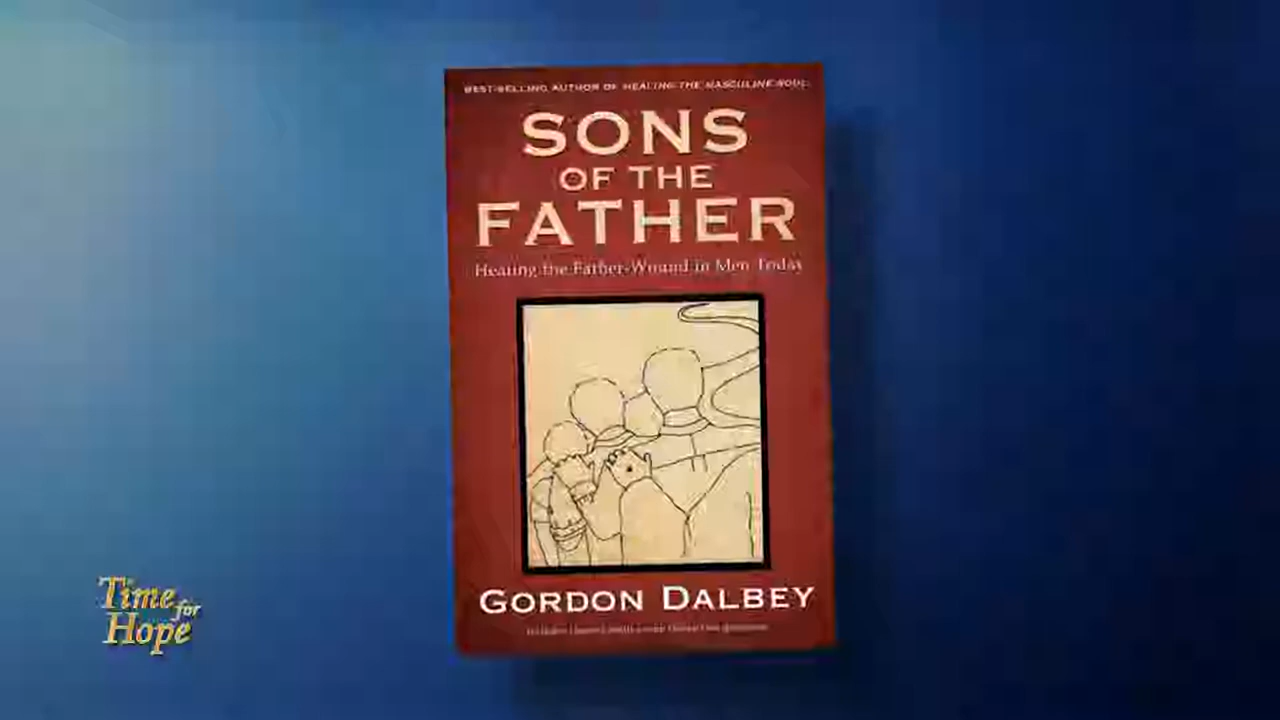 BEST-SELLING AUTHOR OF HEALING THE MASCULINE SOUL
SONS
OF THE
FATHER
Healing the Father-Wound in Men Today
GORDON DALBEY
Time for
Hope